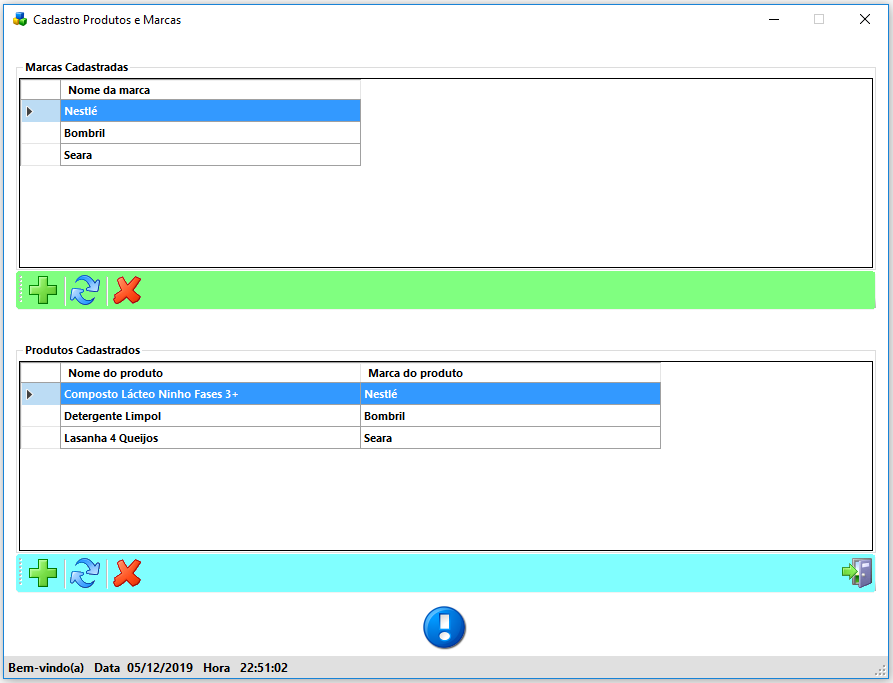 Cadastro Produtos e Marcas
Marcas Cadastradas
Nome da marca
Nestlé
Bombril
Seara
Produtos Cadastrados
Nome do produto Marca do produto
Composto Lácteo Ninho Fases 3+ Nestlé
Detergente Limpol Bombril
Lasanha 4 Queijos Seara
Bem-vindo(a) Data 05/12/2019 Hora 22:51:02